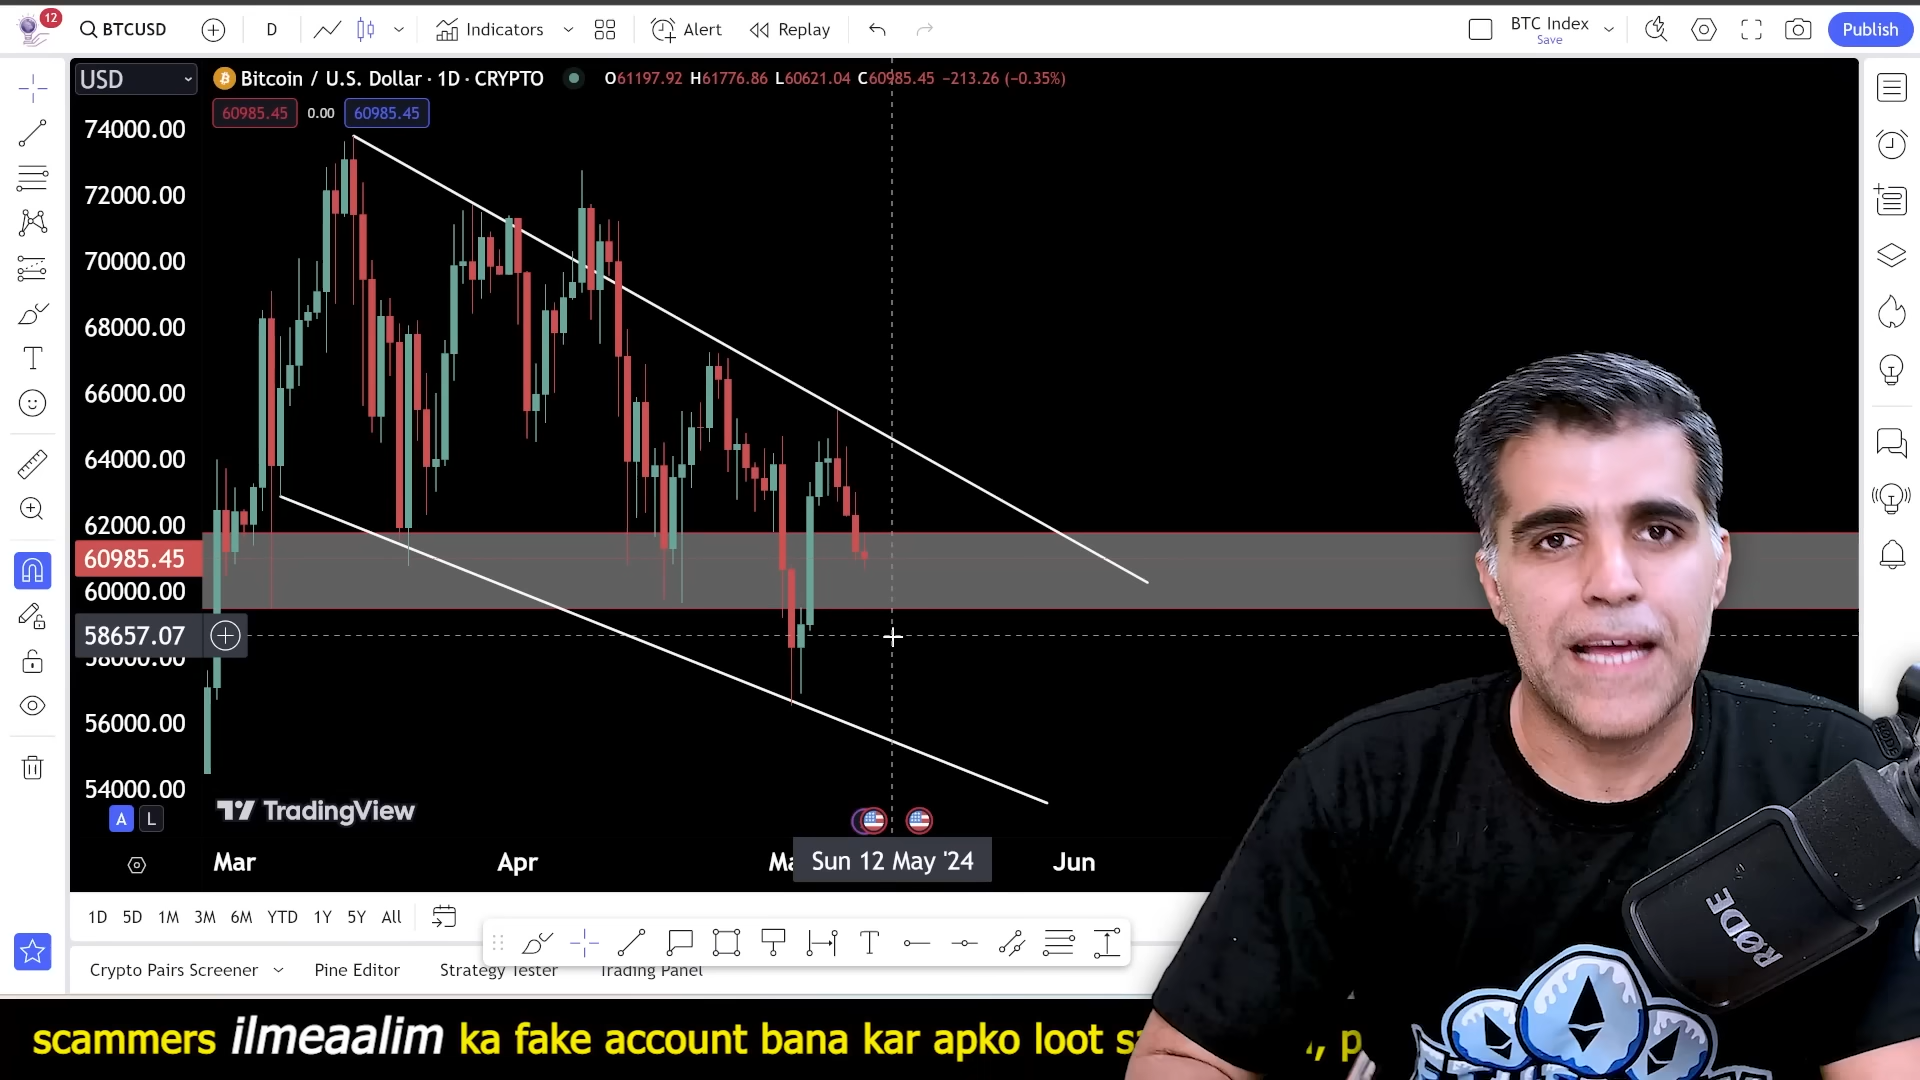 12
BTCUSD
D
Indicators
Alert
Replay
BTC Index
Save
Publish
USD
Bitcoin / U.S. Dollar · 1D · CRYPTO
O61197.92 H61776.86 L60621.04 C60985.45 −213.26 (−0.35%)
60985.45
0.00
60985.45
74000.00
72000.00
70000.00
68000.00
66000.00
64000.00
62000.00
60985.45
60000.00
58657.07
58000.00
56000.00
54000.00
A
L
TradingView
Mar
Apr
Sun 12 May '24
Jun
1D
5D
1M
3M
6M
YTD
1Y
5Y
All
Crypto Pairs Screener
Pine Editor
Strategy Tester
Trading Panel
RØDE
scammers ilmeaalim ka fake account bana kar apko loot